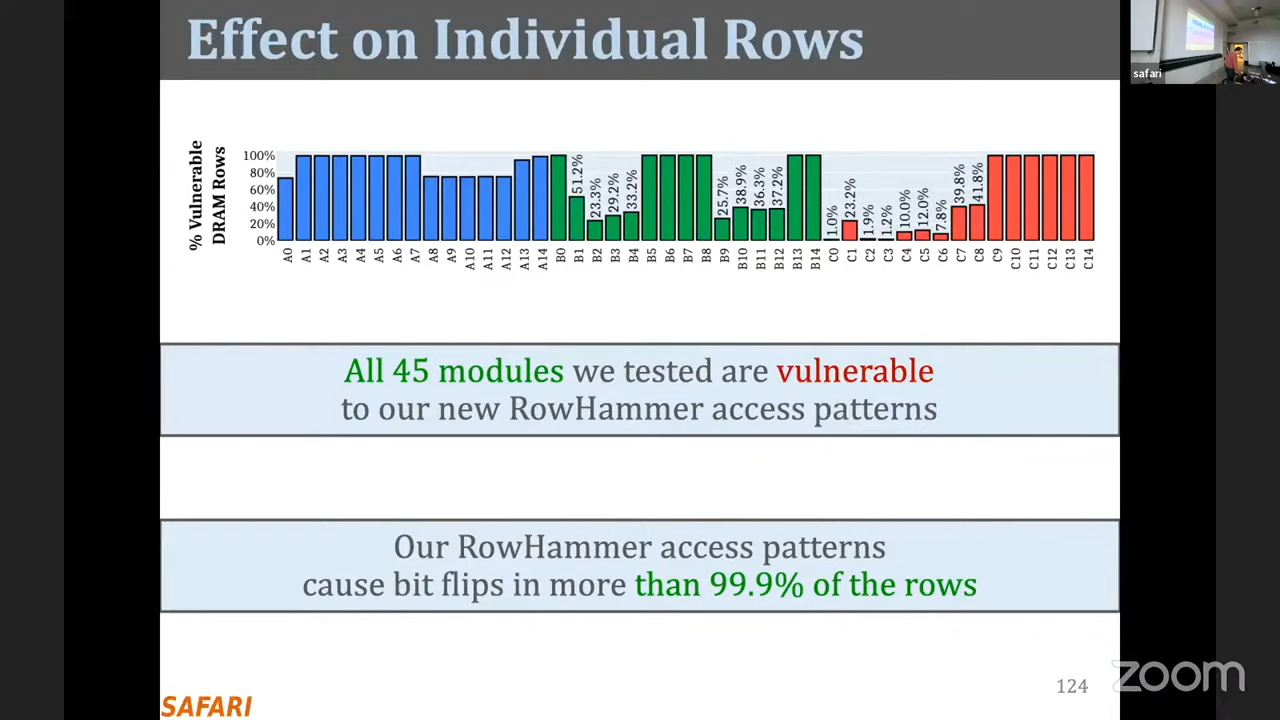 Effect on Individual Rows
safari
% Vulnerable
DRAM Rows
100%
80%
60%
40%
20%
0%
51.2%
23.3%
29.2%
33.2%
25.7%
38.9%
36.3%
37.2%
1.0%
23.2%
1.9%
1.2%
10.0%
12.0%
7.8%
39.8%
41.8%
A0 A1 A2 A3 A4 A5 A6 A7 A8 A9 A10 A11 A12 A13 A14 B0 B1 B2 B3 B4 B5 B6 B7 B8 B9 B10 B11 B12 B13 B14 C0 C1 C2 C3 C4 C5 C6 C7 C8 C9 C10 C11 C12 C13 C14
All 45 modules we tested are vulnerable
to our new RowHammer access patterns
Our RowHammer access patterns
cause bit flips in more than 99.9% of the rows
SAFARI
124
zoom